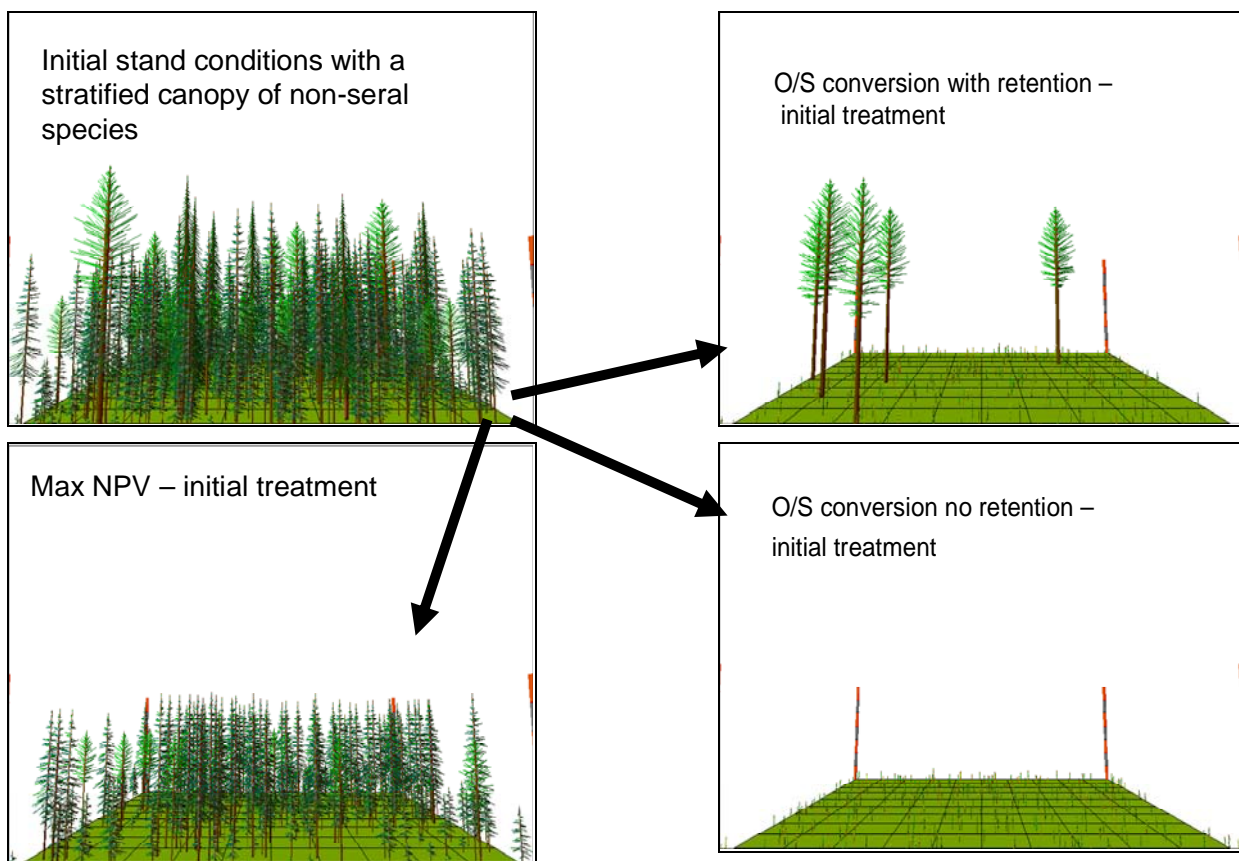 Initial stand conditions with a
stratified canopy of non-seral
species
O/S conversion with retention –
initial treatment
Max NPV – initial treatment
O/S conversion no retention –
initial treatment